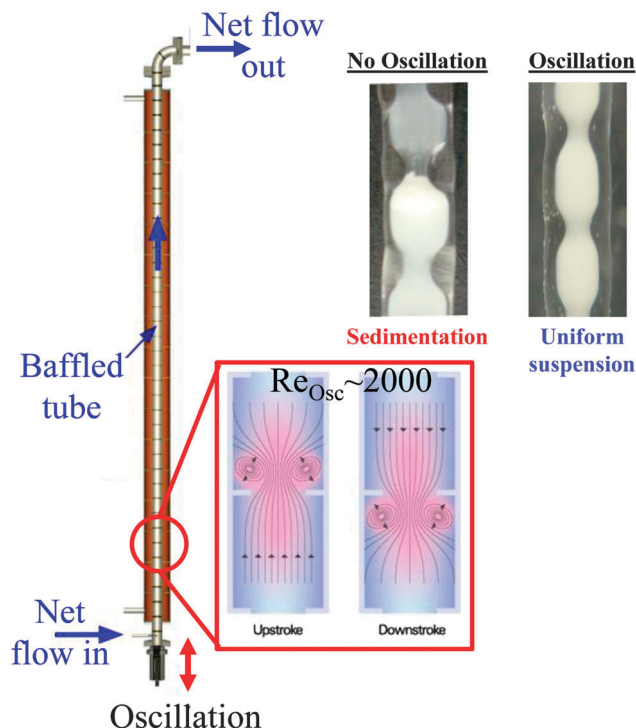 Net flow
out
No Oscillation
Oscillation
Sedimentation
Uniform
suspension
Baffled
tube
Re_Osc~2000
Upstroke
Downstroke
Net
flow in
Oscillation